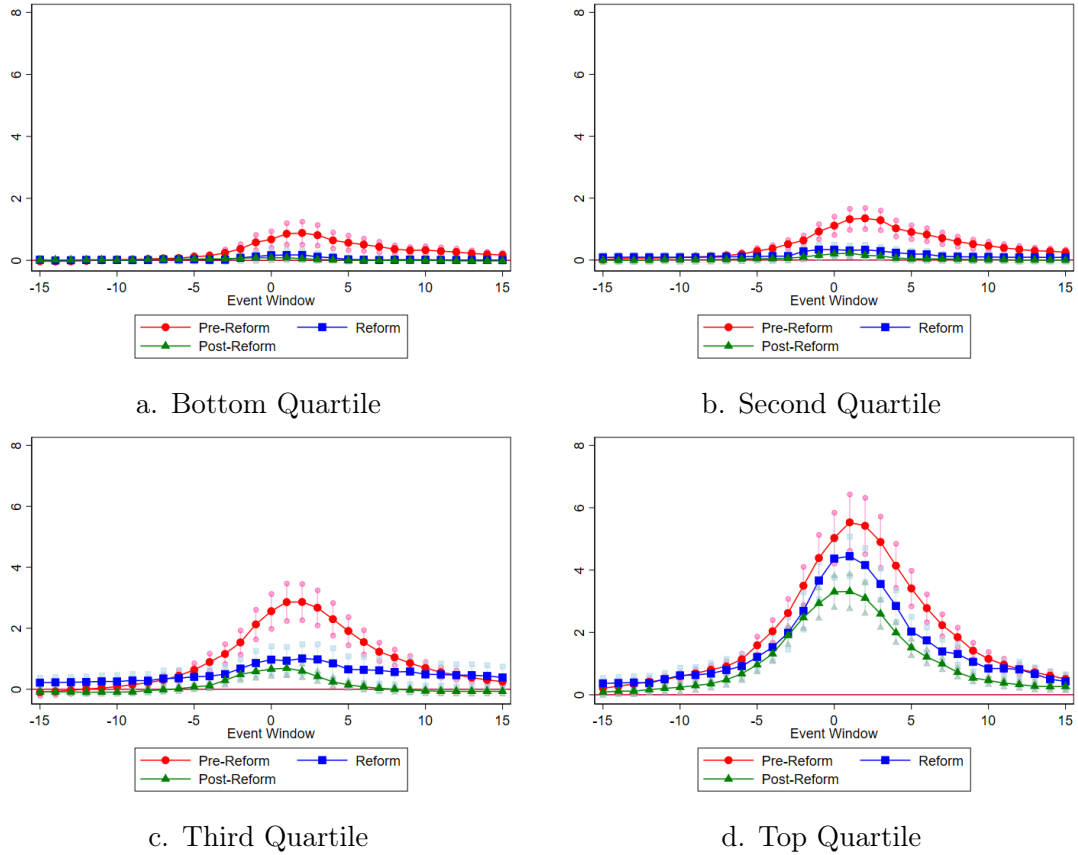 8
6
4
2
0
-15 -10 -5 0 5 10 15
Event Window
Pre-Reform Reform
Post-Reform
a. Bottom Quartile
8
6
4
2
0
-15 -10 -5 0 5 10 15
Event Window
Pre-Reform Reform
Post-Reform
b. Second Quartile
8
6
4
2
0
-15 -10 -5 0 5 10 15
Event Window
Pre-Reform Reform
Post-Reform
c. Third Quartile
8
6
4
2
0
-15 -10 -5 0 5 10 15
Event Window
Pre-Reform Reform
Post-Reform
d. Top Quartile